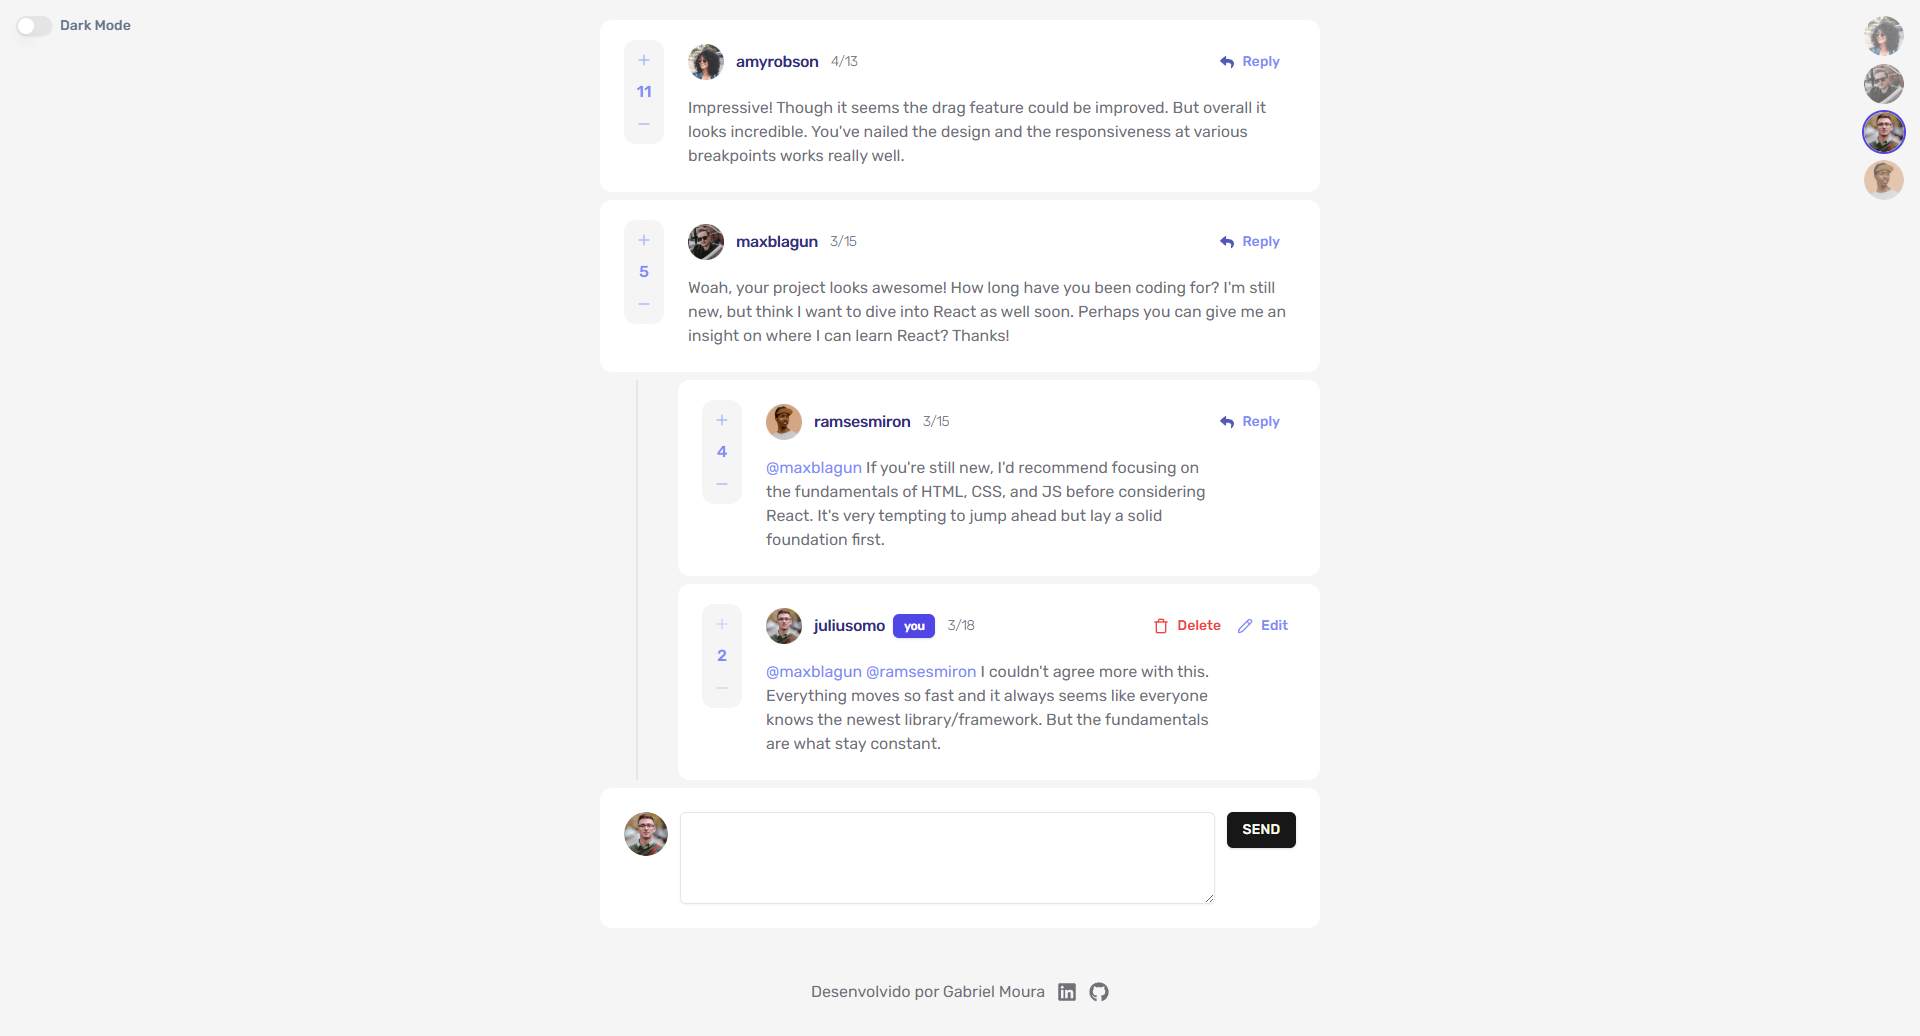 Dark Mode
+
11
−
amyrobson 4/13
Reply
Impressive! Though it seems the drag feature could be improved. But overall it
looks incredible. You've nailed the design and the responsiveness at various
breakpoints works really well.
+
5
−
maxblagun 3/15
Reply
Woah, your project looks awesome! How long have you been coding for? I'm still
new, but think I want to dive into React as well soon. Perhaps you can give me an
insight on where I can learn React? Thanks!
+
4
−
ramsesmiron 3/15
Reply
@maxblagun If you're still new, I'd recommend focusing on
the fundamentals of HTML, CSS, and JS before considering
React. It's very tempting to jump ahead but lay a solid
foundation first.
+
2
−
juliusomo you 3/18
Delete Edit
@maxblagun @ramsesmiron I couldn't agree more with this.
Everything moves so fast and it always seems like everyone
knows the newest library/framework. But the fundamentals
are what stay constant.
SEND
Desenvolvido por Gabriel Moura